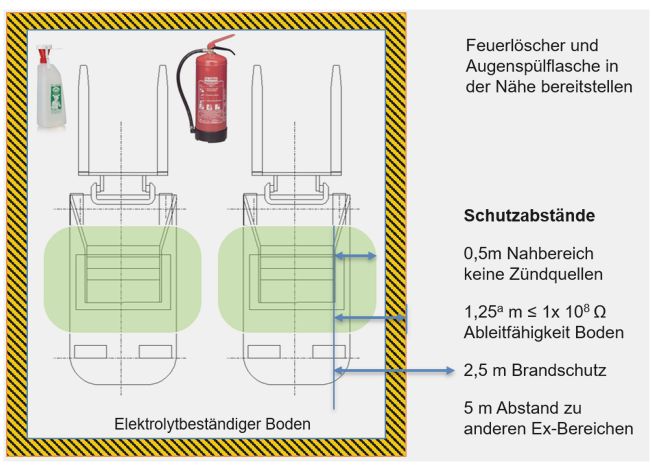 Feuerlöscher und
Augenspülflasche in
der Nähe bereitstellen
Schutzabstände
0,5m Nahbereich
keine Zündquellen
1,25ᵃ m ≤ 1x 10⁸ Ω
Ableitfähigkeit Boden
2,5 m Brandschutz
5 m Abstand zu
anderen Ex-Bereichen
Elektrolytbeständiger Boden